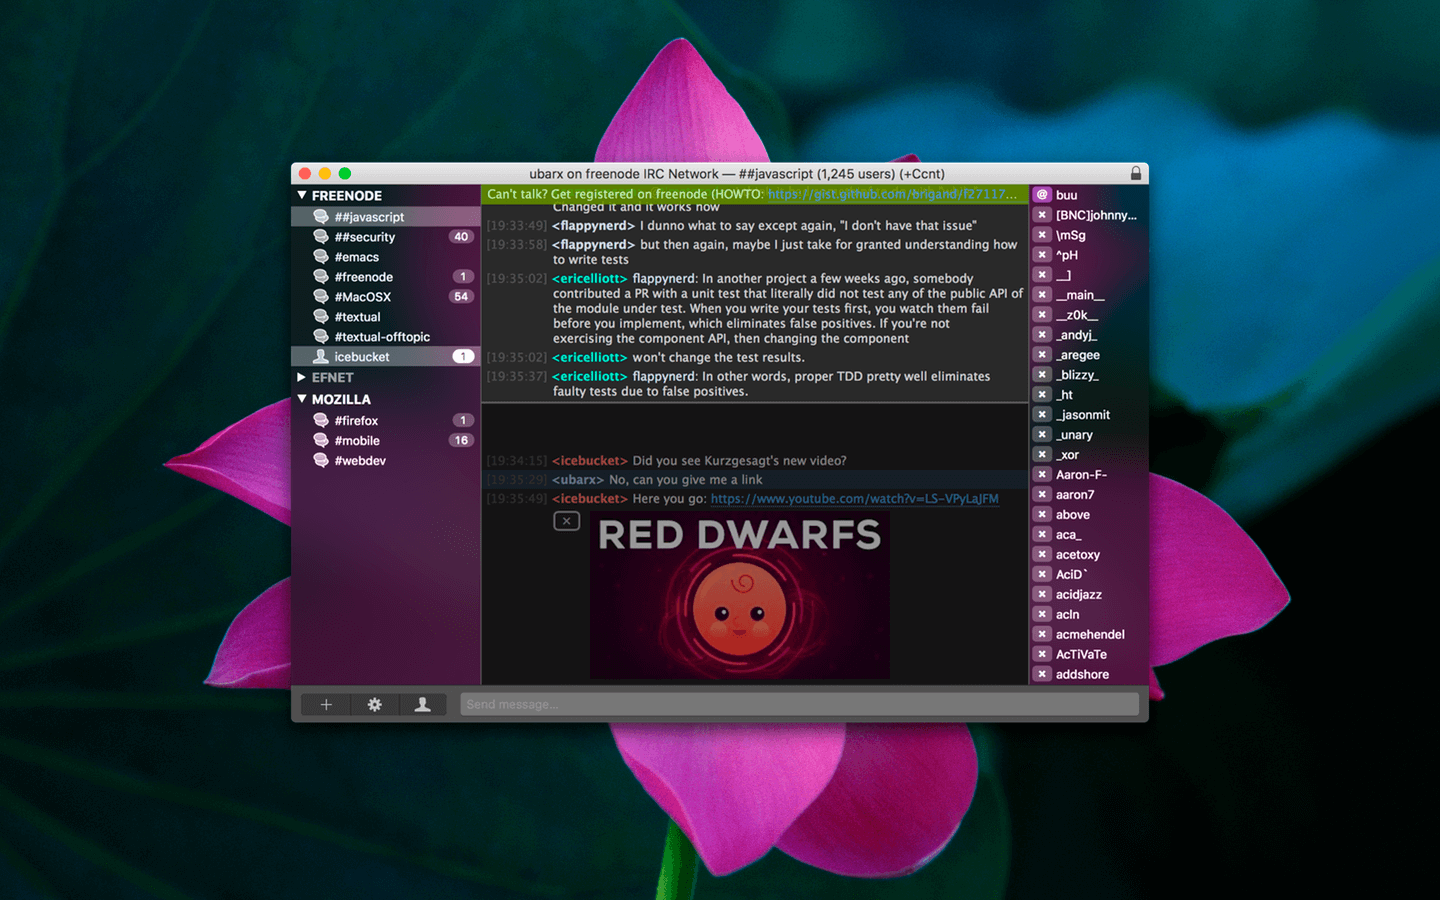 ubarx on freenode IRC Network — ##javascript (1,245 users) (+Ccnt)
FREENODE
##javascript
##security 40
#emacs
#freenode 1
#MacOSX 54
#textual
#textual-offtopic
icebucket 1
EFNET
MOZILLA
#firefox 1
#mobile 16
#webdev
Can't talk? Get registered on freenode (HOWTO: https://gist.github.com/brigand/f27117...
Changed it and it works now
[19:33:49] <flappynerd> I dunno what to say except again, "I don't have that issue"
[19:33:58] <flappynerd> but then again, maybe I just take for granted understanding how
to write tests
[19:35:02] <ericelliott> flappynerd: In another project a few weeks ago, somebody
contributed a PR with a unit test that literally did not test any of the public API of
the module under test. When you write your tests first, you watch them fail
before you implement, which eliminates false positives. If you're not
exercising the component API, then changing the component
[19:35:02] <ericelliott> won't change the test results.
[19:35:37] <ericelliott> flappynerd: In other words, proper TDD pretty well eliminates
faulty tests due to false positives.
[19:34:15] <icebucket> Did you see Kurzgesagt's new video?
[19:35:29] <ubarx> No, can you give me a link
[19:35:49] <icebucket> Here you go: https://www.youtube.com/watch?v=LS-VPyLaJFM
RED DWARFS
@ buu
[BNC]johnny...
\mSg
^pH
__]
__main__
__z0k__
_andyj_
_aregee
_blizzy_
_ht
_jasonmit
_unary
_xor
Aaron-F-
aaron7
above
aca_
acetoxy
AciD`
acidjazz
acln
acmehendel
AcTiVaTe
addshore
Send message...